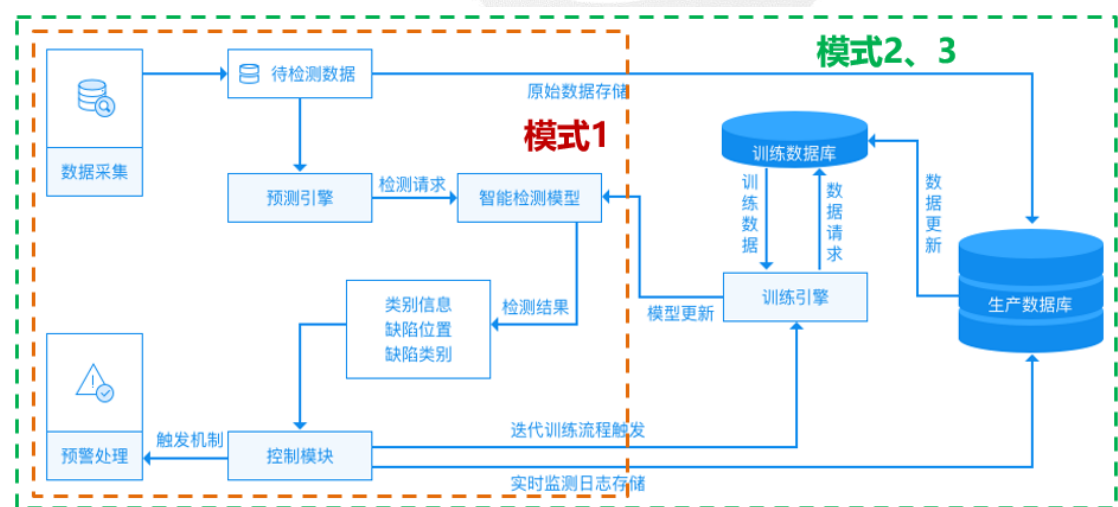 模式2、3
待检测数据
原始数据存储
模式1
数据采集
训练数据库
预测引擎
检测请求
智能检测模型
训练数据
数据请求
数据更新
类别信息
缺陷位置
缺陷类别
检测结果
模型更新
训练引擎
生产数据库
预警处理
触发机制
控制模块
迭代训练流程触发
实时监测日志存储